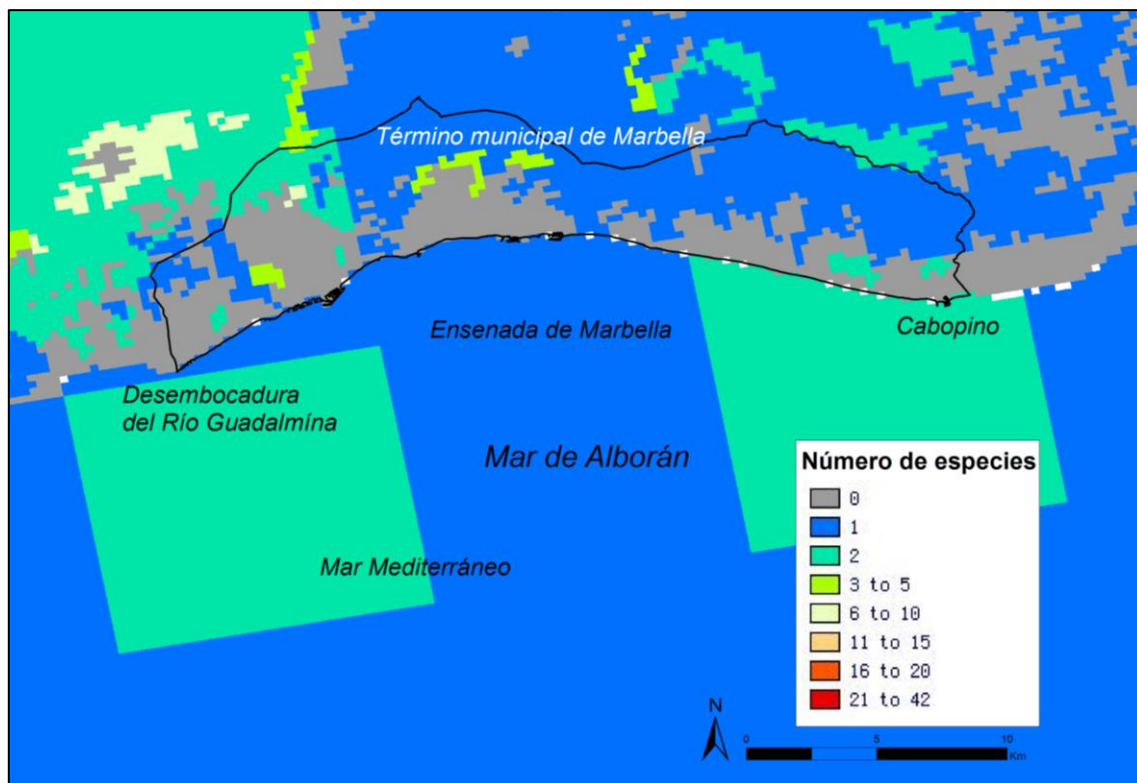 Término municipal de Marbella
Ensenada de Marbella
Cabopino
Desembocadura
del Río Guadalmína
Mar de Alborán
Mar Mediterráneo
Número de especies
0
1
2
3 to 5
6 to 10
11 to 15
16 to 20
21 to 42
N
0 5 10
Km